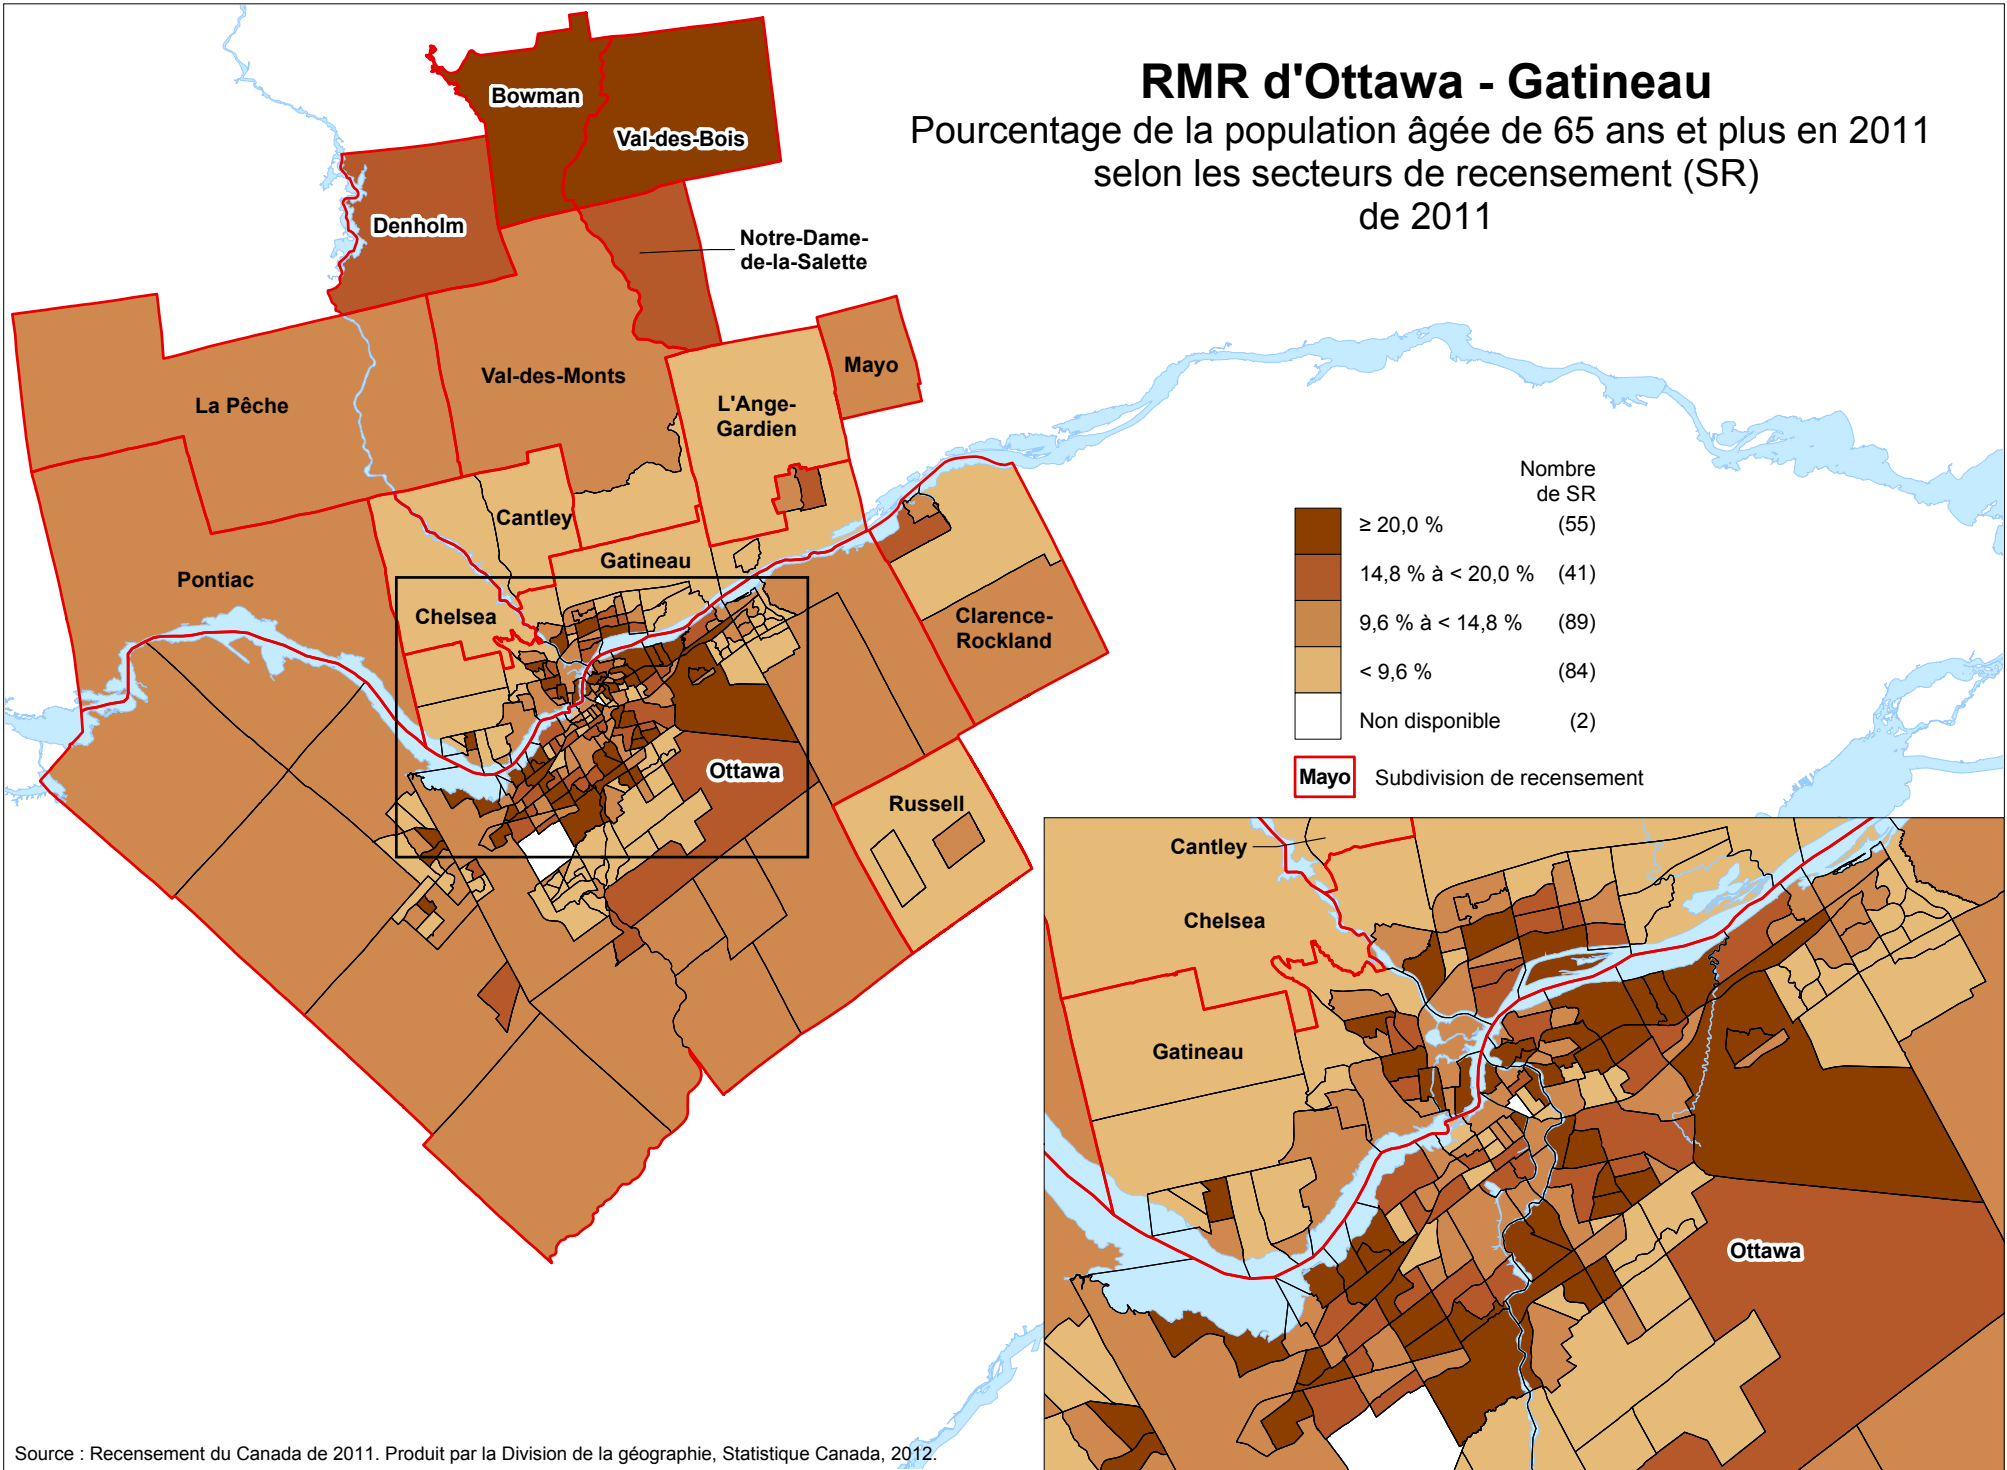 RMR d'Ottawa - Gatineau
Pourcentage de la population âgée de 65 ans et plus en 2011
selon les secteurs de recensement (SR)
de 2011
Bowman
Val-des-Bois
Denholm
Notre-Dame-
de-la-Salette
Mayo
Val-des-Monts
La Pêche
L'Ange-
Gardien
Cantley
Gatineau
Pontiac
Chelsea
Clarence-
Rockland
Ottawa
Russell
Nombre
de SR
≥ 20,0 % (55)
14,8 % à < 20,0 % (41)
9,6 % à < 14,8 % (89)
< 9,6 % (84)
Non disponible (2)
Mayo Subdivision de recensement
Cantley
Chelsea
Gatineau
Ottawa
Source : Recensement du Canada de 2011. Produit par la Division de la géographie, Statistique Canada, 2012.